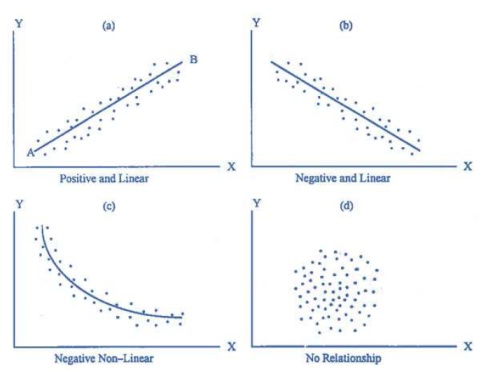 Y
(a)
B
A
X
Positive and Linear
Y
(b)
X
Negative and Linear
Y
(c)
X
Negative Non–Linear
Y
(d)
X
No Relationship